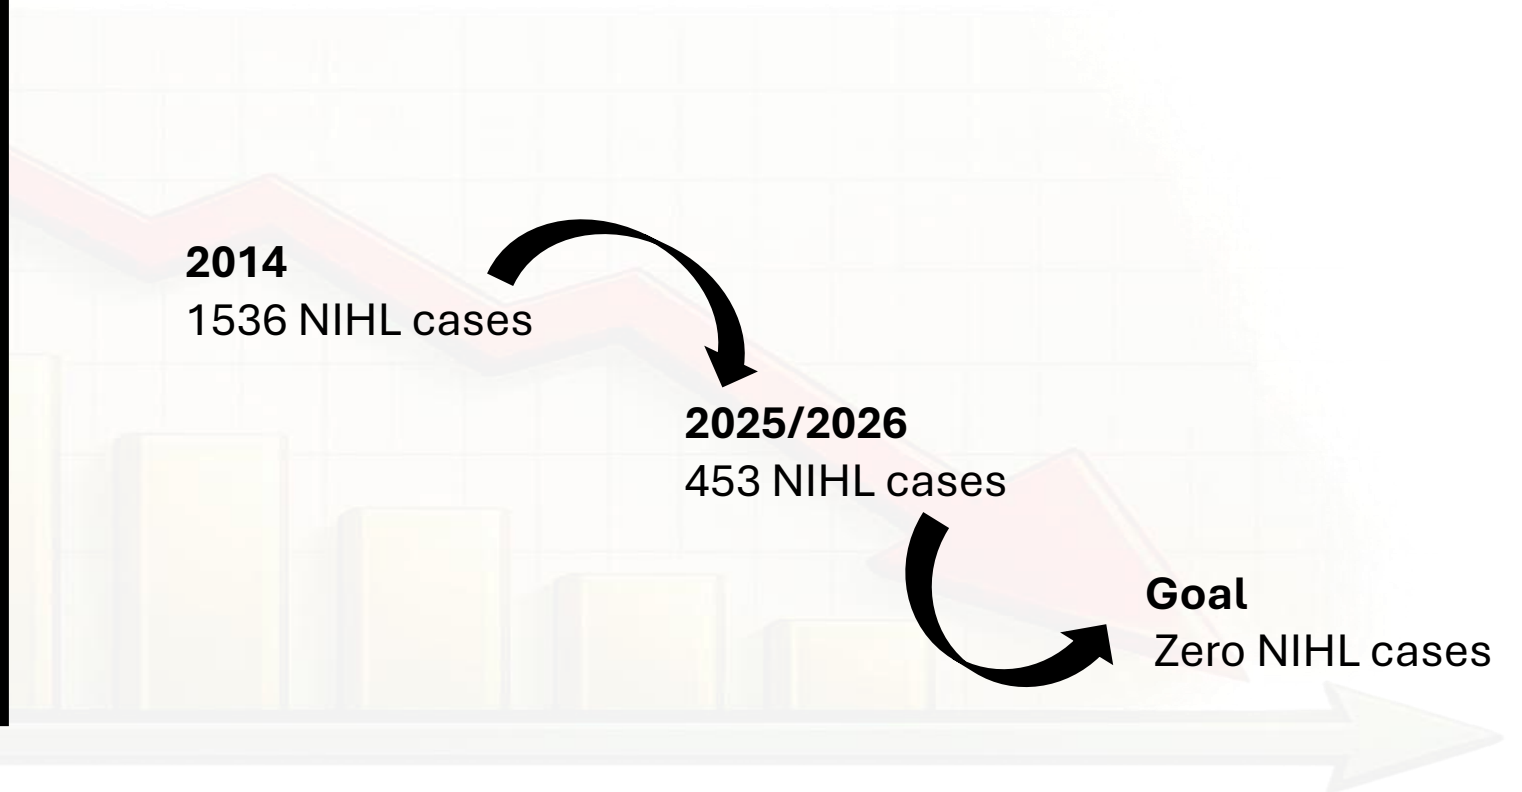 2014
1536 NIHL cases
2025/2026
453 NIHL cases
Goal
Zero NIHL cases